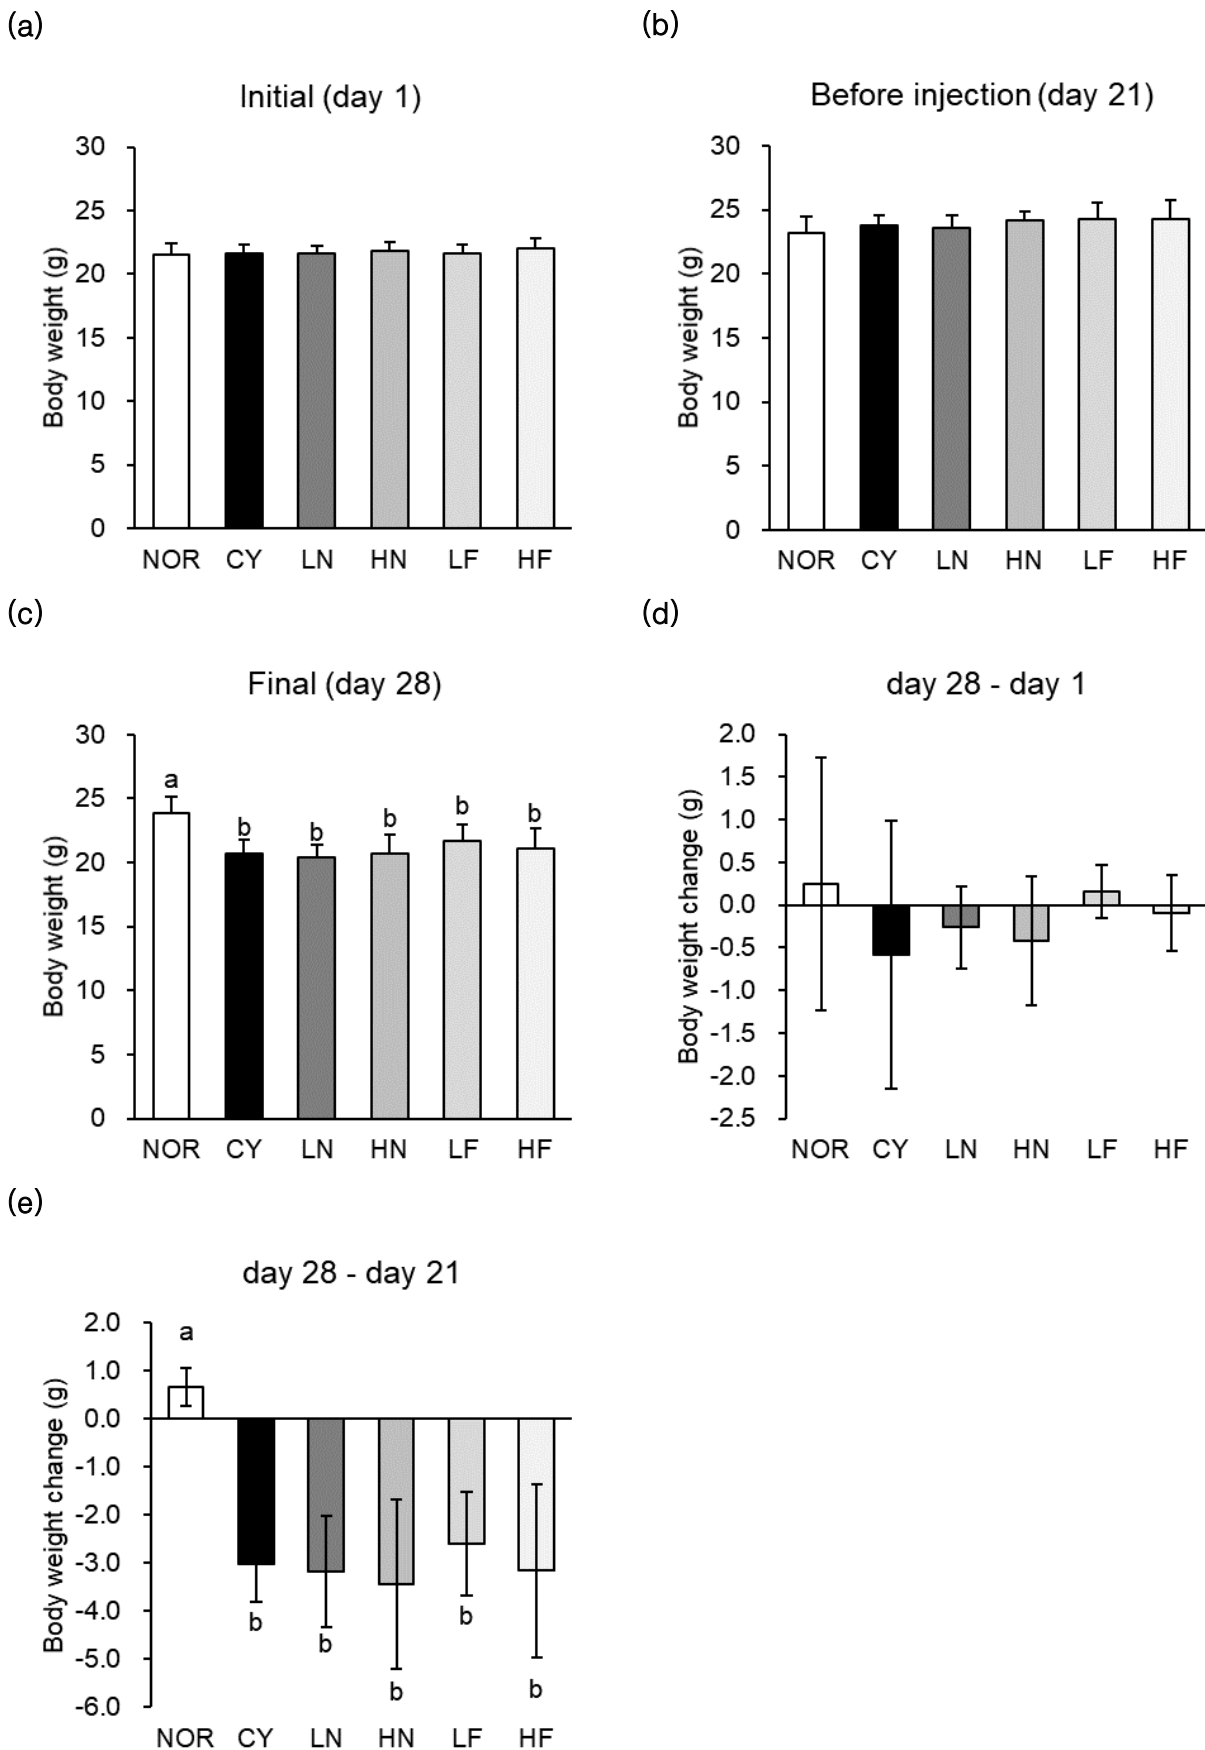 (a)
Initial (day 1)
Body weight (g)
30
25
20
15
10
5
0
NOR CY LN HN LF HF
(b)
Before injection (day 21)
Body weight (g)
30
25
20
15
10
5
0
NOR CY LN HN LF HF
(c)
Final (day 28)
Body weight (g)
30
25
20
15
10
5
0
a b b b b b
NOR CY LN HN LF HF
(d)
day 28 - day 1
Body weight change (g)
2.0
1.5
1.0
0.5
0.0
-0.5
-1.0
-1.5
-2.0
-2.5
NOR CY LN HN LF HF
(e)
day 28 - day 21
Body weight change (g)
2.0
1.0
0.0
-1.0
-2.0
-3.0
-4.0
-5.0
-6.0
a b b b b b
NOR CY LN HN LF HF